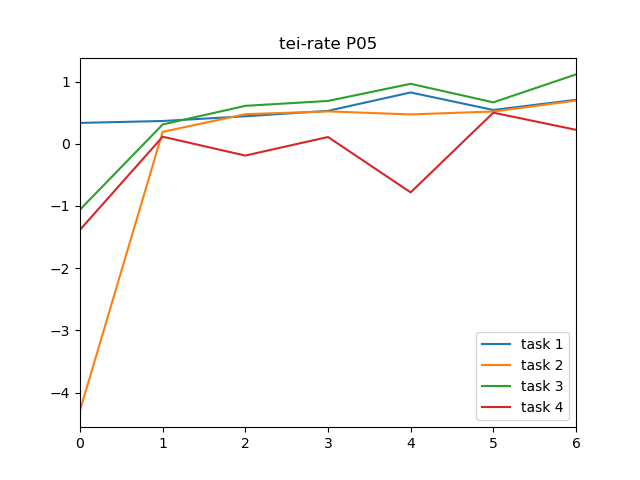 tei-rate P05
1
0
−1
−2
−3
−4
0 1 2 3 4 5 6
task 1
task 2
task 3
task 4